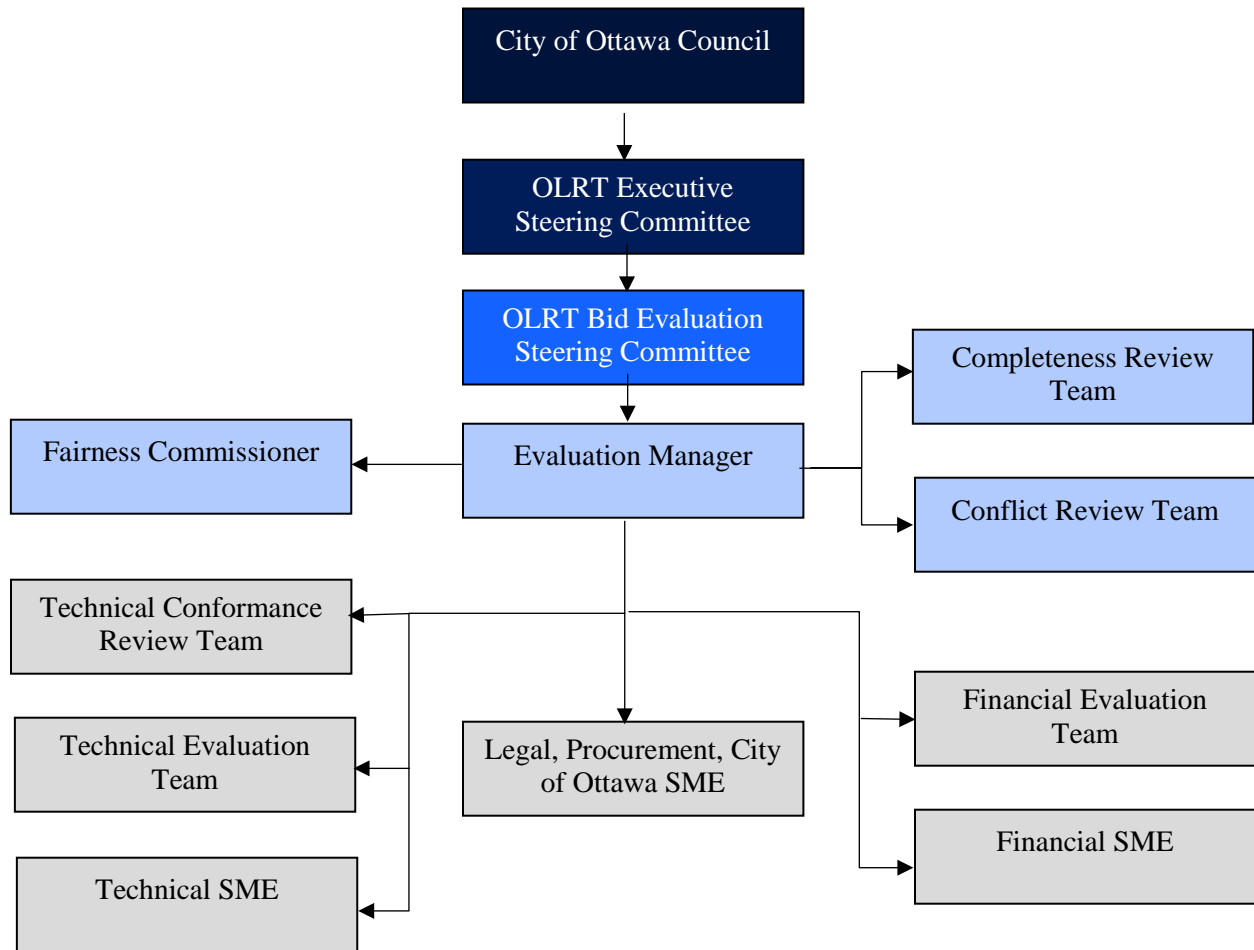 City of Ottawa Council
OLRT Executive
Steering Committee
OLRT Bid Evaluation
Steering Committee
Completeness Review
Team
Fairness Commissioner
Evaluation Manager
Conflict Review Team
Technical Conformance
Review Team
Financial Evaluation
Team
Technical Evaluation
Team
Legal, Procurement, City
of Ottawa SME
Financial SME
Technical SME